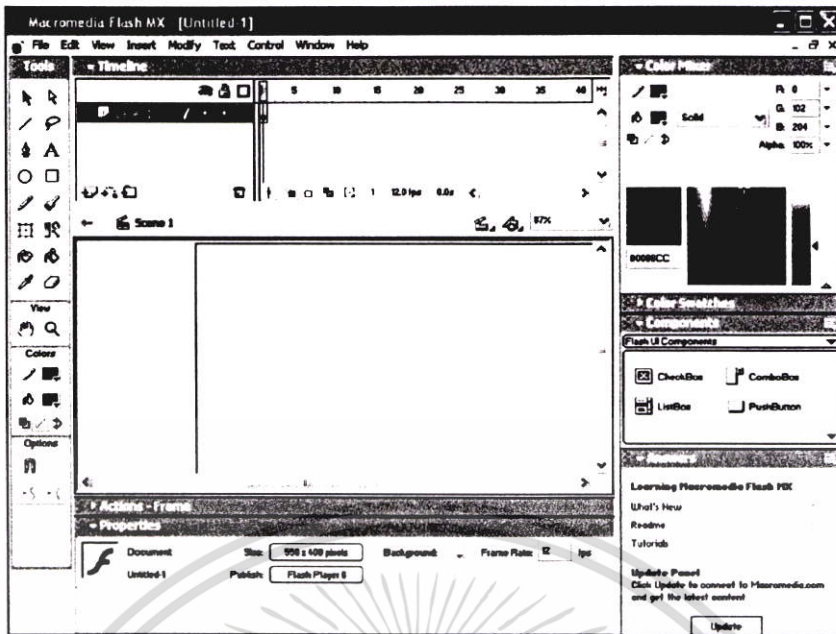 Macromedia Flash MX [Untitled-1]
File Edit View Insert Modify Text Control Window Help
Tools
Timeline
Color Mixer
5 10 15 20 25 30 35 40
R: 0
Solid
G: 102
B: 204
Alpha: 100%
1 12.0 fps 0.0s
Scene 1
87%
View
Color Swatches
Components
Flash UI Components
Colors
CheckBox
ComboBox
ListBox
PushButton
Options
Actions - Frame
Properties
Learning Macromedia Flash MX
What's New
Readme
Tutorials
Document
Size: 550 x 400 pixels
Background:
Frame Rate: 12 fps
Untitled-1
Publish: Flash Player 6
Update Panel
Click Update to connect to Macromedia.com
and get the latest content
Update